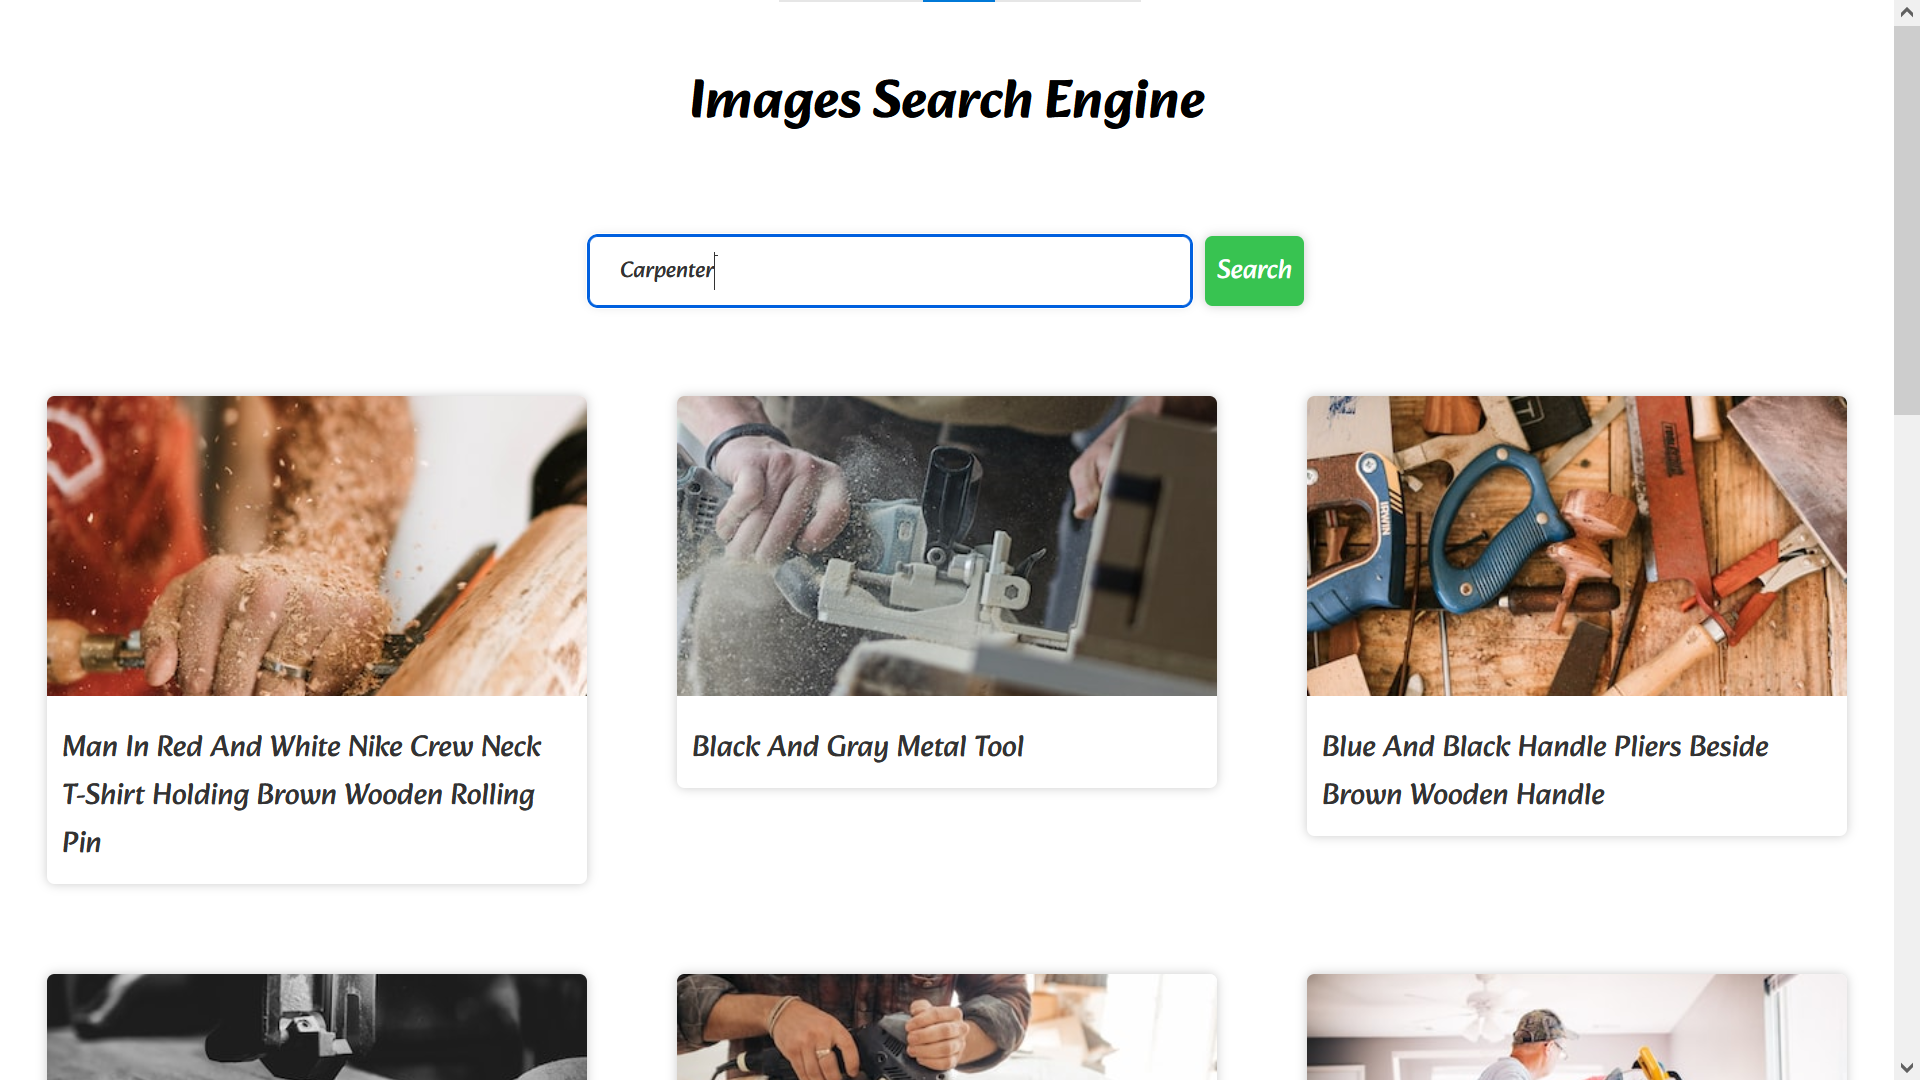 Images Search Engine
Carpenter
Search
IRWIN
Man In Red And White Nike Crew Neck
T-Shirt Holding Brown Wooden Rolling
Pin
Black And Gray Metal Tool
Blue And Black Handle Pliers Beside
Brown Wooden Handle